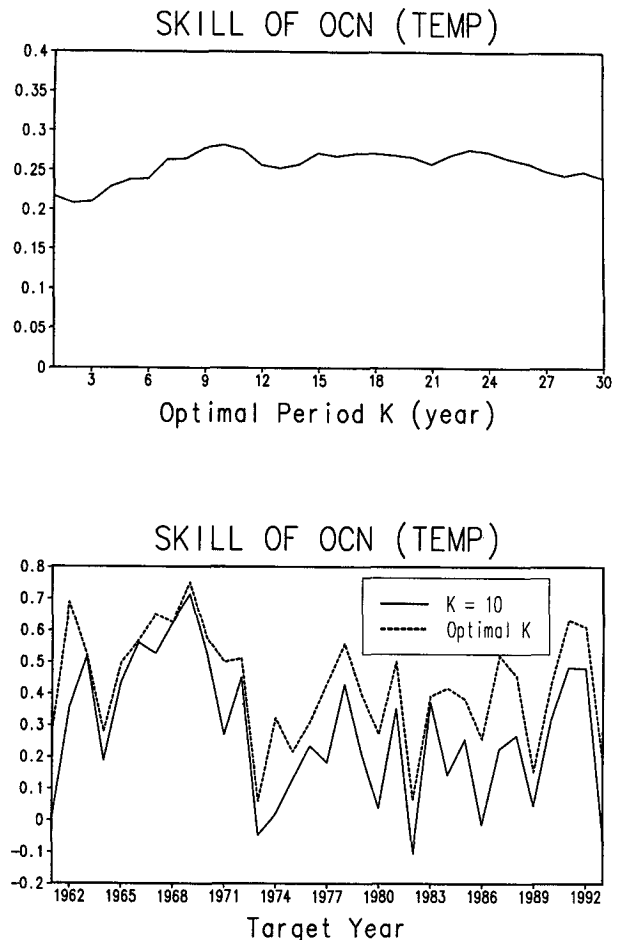 SKILL OF OCN (TEMP)
0.4
0.35
0.3
0.25
0.2
0.15
0.1
0.05
0
3 6 9 12 15 18 21 24 27 30
Optimal Period K (year)
SKILL OF OCN (TEMP)
0.8
0.7
0.6
0.5
0.4
0.3
0.2
0.1
0
-0.1
-0.2
K = 10
Optimal K
1962 1965 1968 1971 1974 1977 1980 1983 1986 1989 1992
Target Year